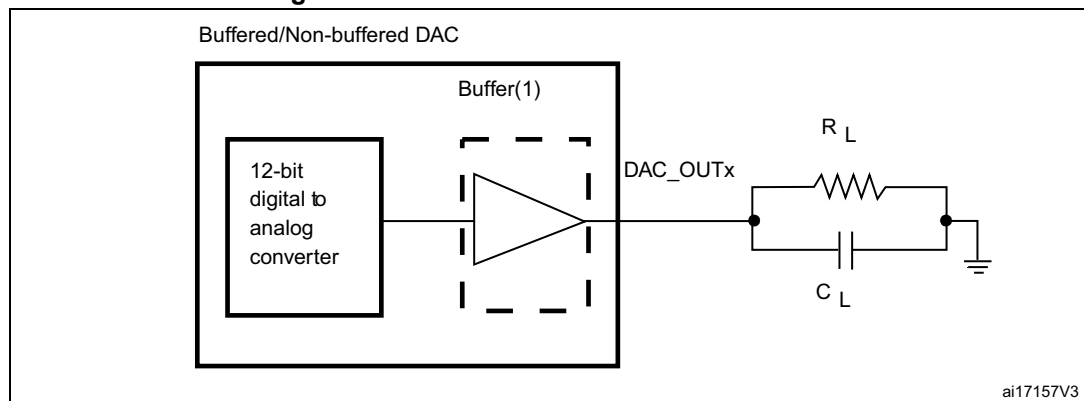 Buffered/Non-buffered DAC
Buffer(1)
12-bit
digital to
analog
converter
DAC_OUTx
R L
C L
ai17157V3